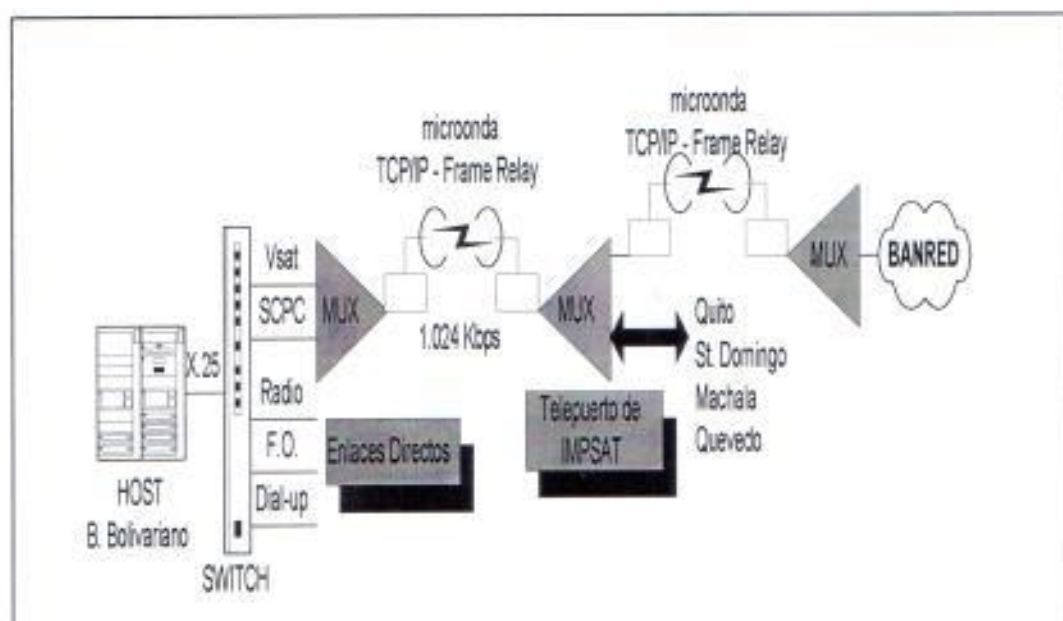 microonda
TCP/IP - Frame Relay
microonda
TCP/IP - Frame Relay
Vsat
SCPC
MUX
1.024 Kbps
MUX
MUX
BANRED
X.25
Radio
F.O.
Dial-up
Enlaces Directos
Telepuerto de
IMPSAT
Quito
St. Domingo
Machala
Quevedo
HOST
B. Bolivariano
SWITCH